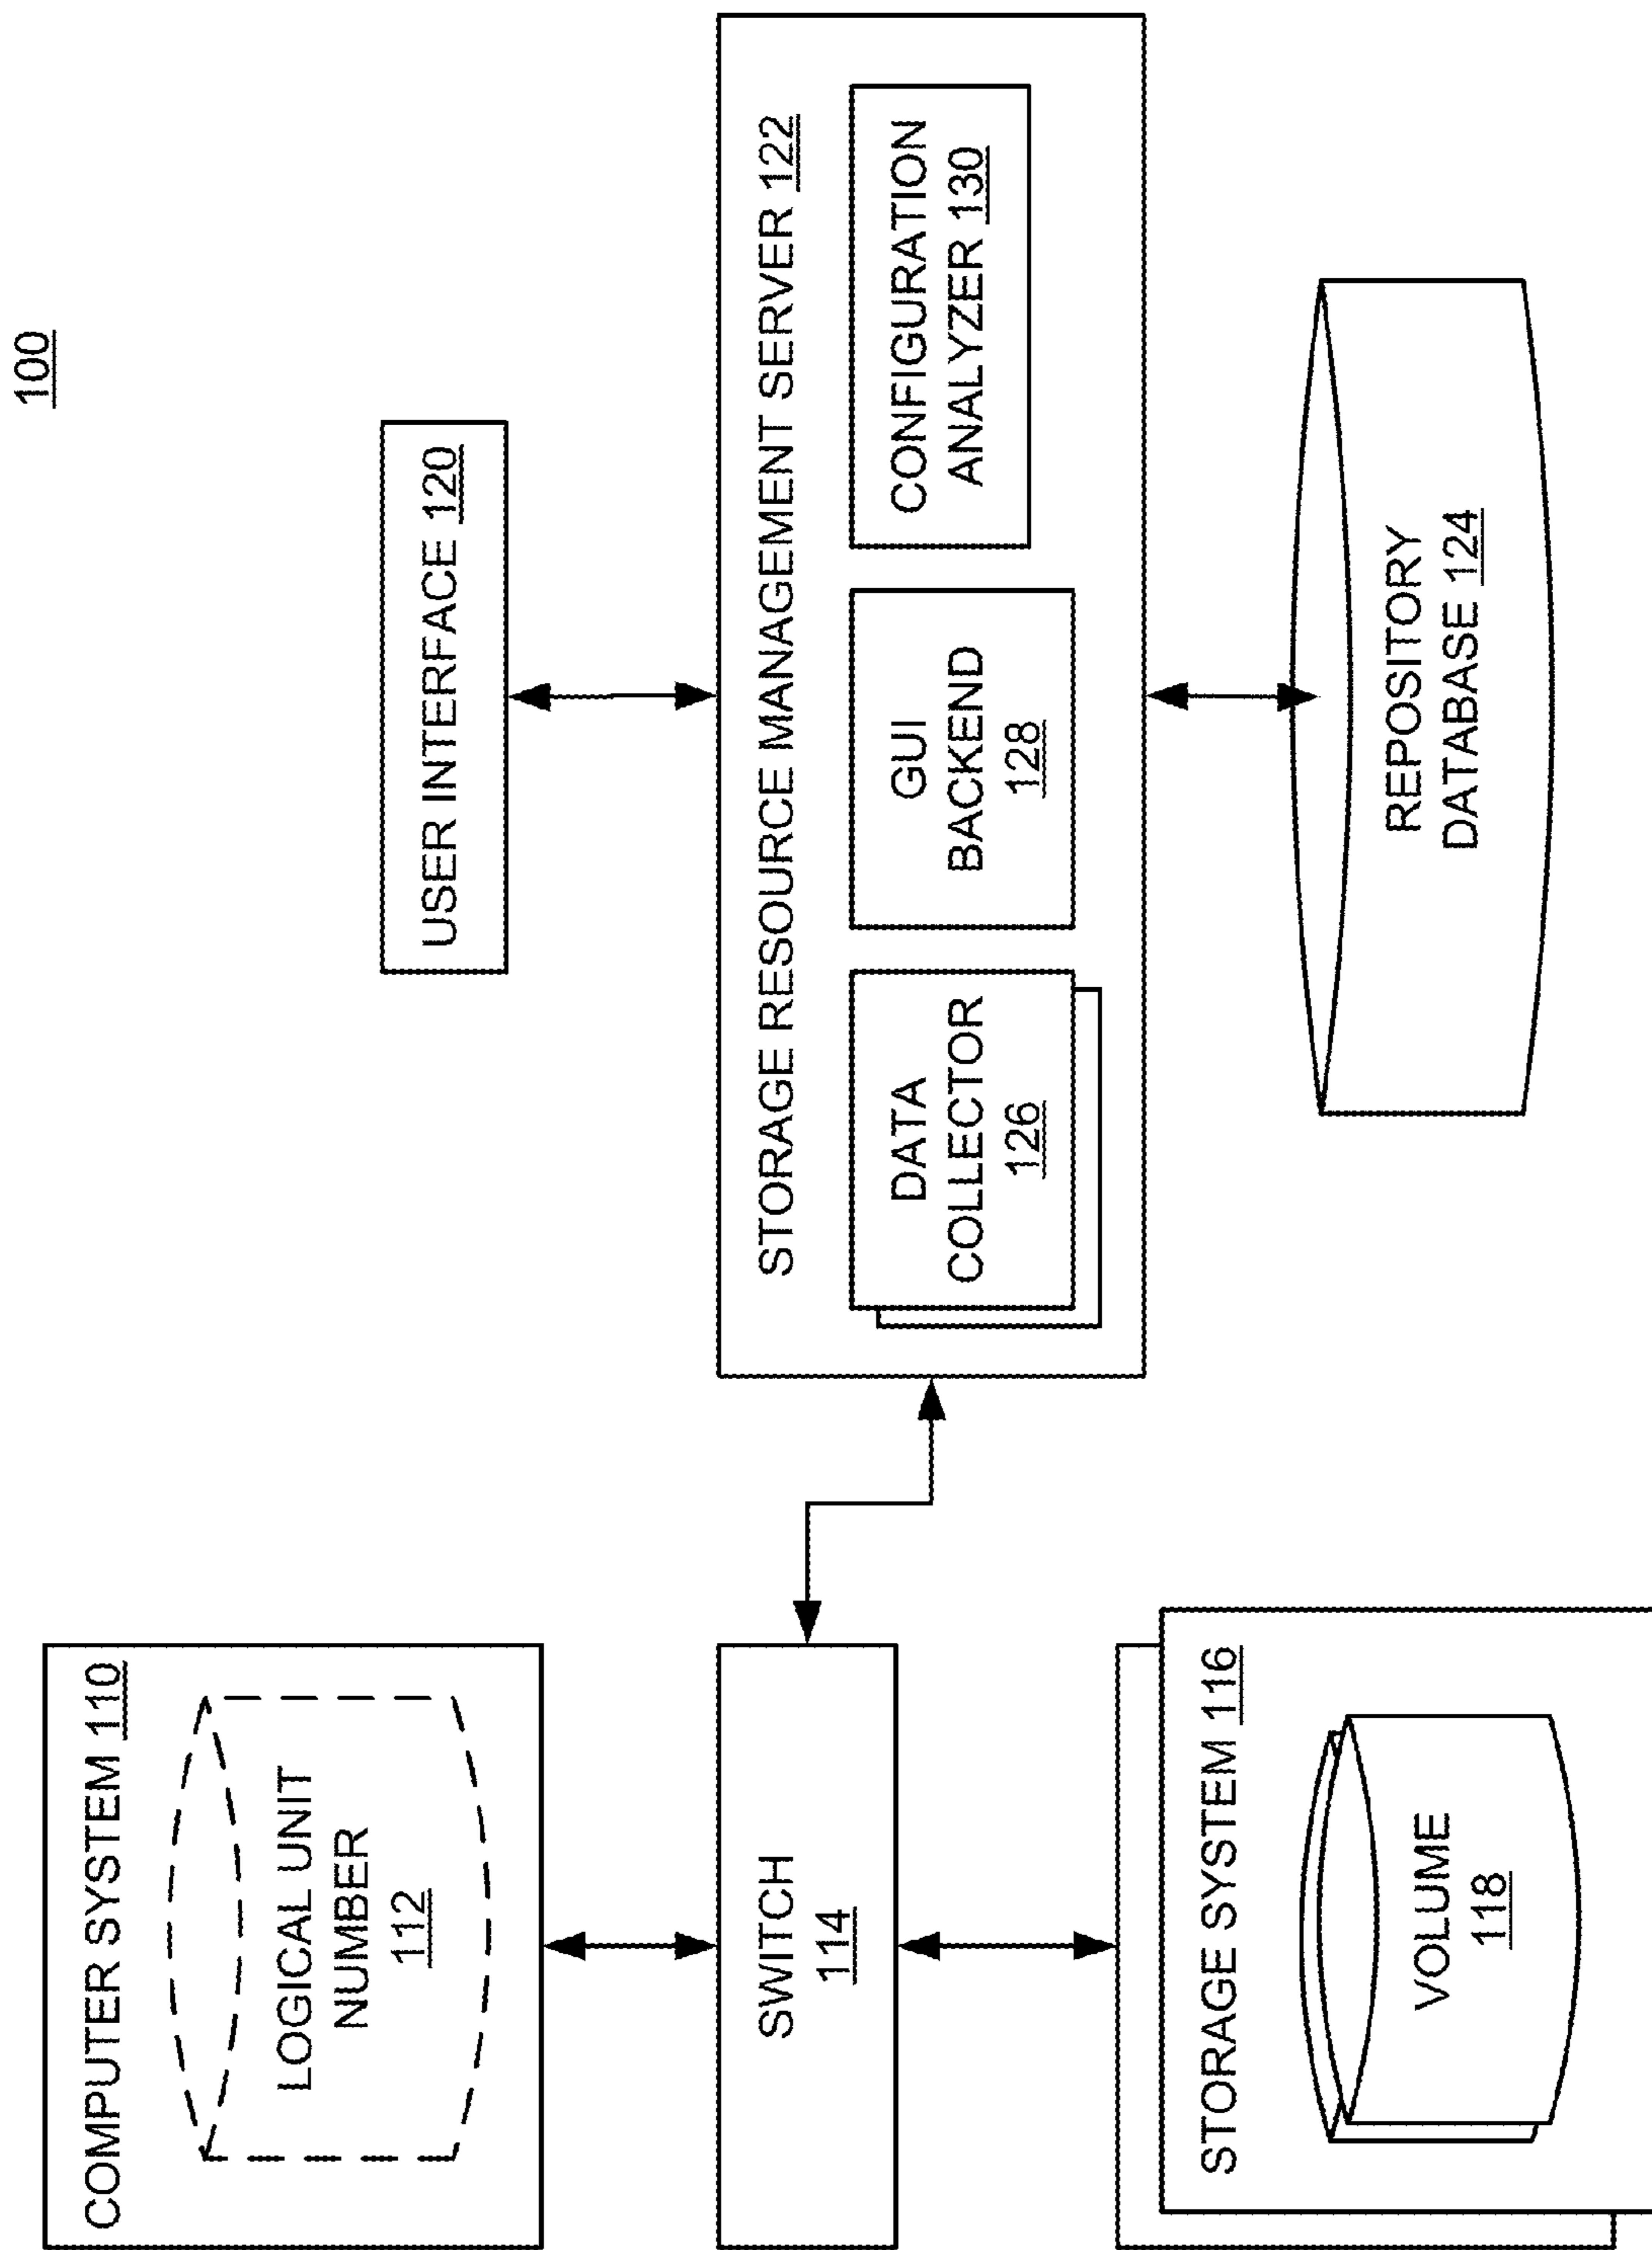 100
COMPUTER SYSTEM 110
LOGICAL UNIT
NUMBER
112
SWITCH
114
STORAGE SYSTEM 116
VOLUME
118
USER INTERFACE 120
STORAGE RESOURCE MANAGEMENT SERVER 122
DATA
COLLECTOR
126
GUI
BACKEND
128
CONFIGURATION
ANALYZER 130
REPOSITORY
DATABASE 124